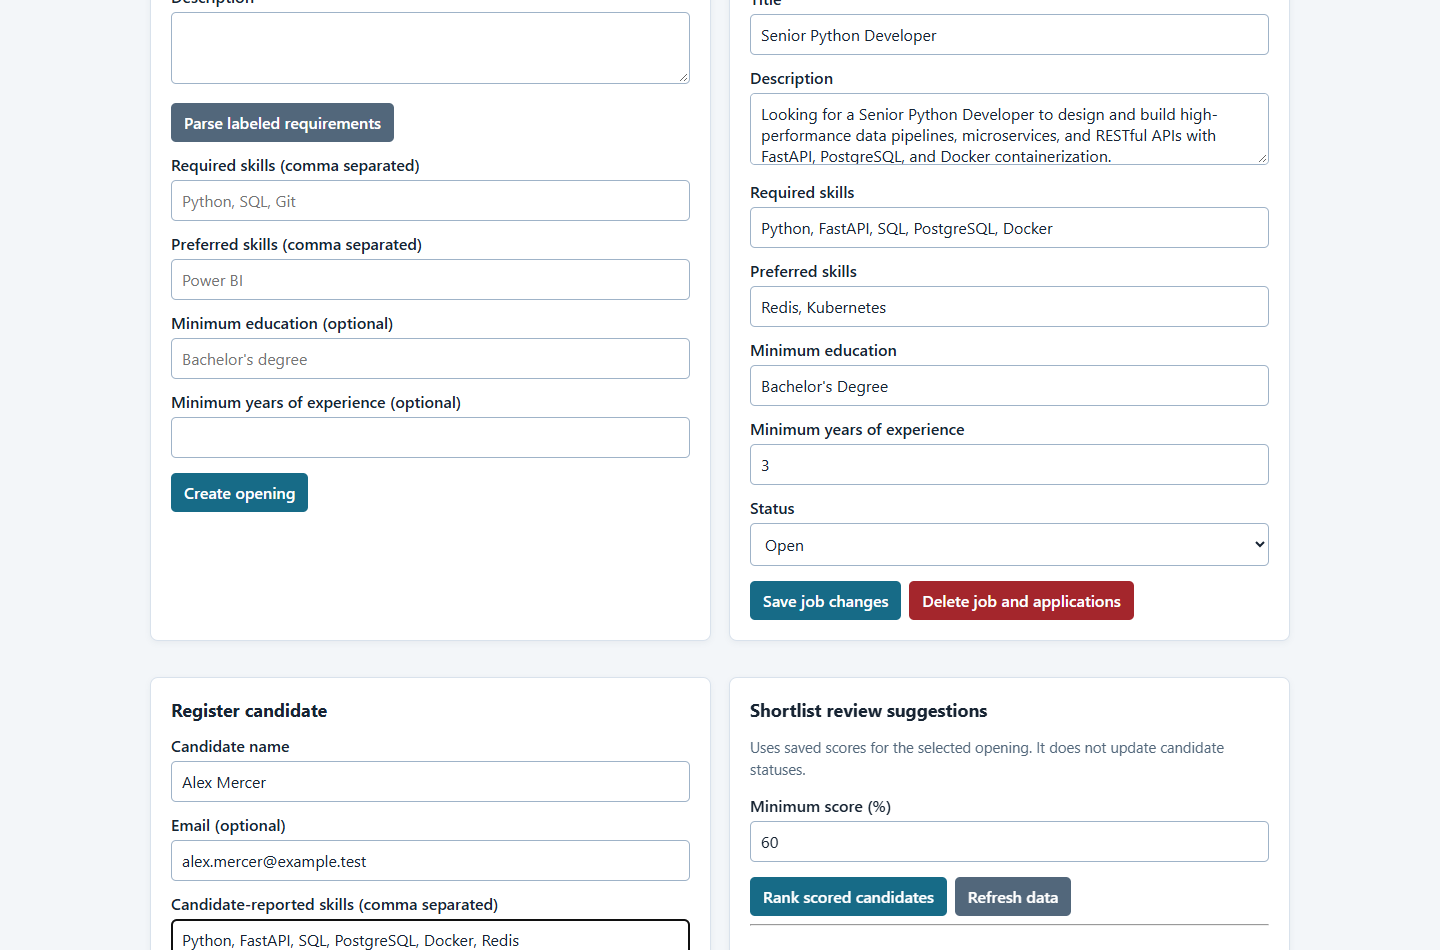 Description
Parse labeled requirements
Required skills (comma separated)
Python, SQL, Git
Preferred skills (comma separated)
Power BI
Minimum education (optional)
Bachelor's degree
Minimum years of experience (optional)
Create opening
Title
Senior Python Developer
Description
Looking for a Senior Python Developer to design and build high-
performance data pipelines, microservices, and RESTful APIs with
FastAPI, PostgreSQL, and Docker containerization.
Required skills
Python, FastAPI, SQL, PostgreSQL, Docker
Preferred skills
Redis, Kubernetes
Minimum education
Bachelor's Degree
Minimum years of experience
3
Status
Open
Save job changes
Delete job and applications
Register candidate
Candidate name
Alex Mercer
Email (optional)
alex.mercer@example.test
Candidate-reported skills (comma separated)
Python, FastAPI, SQL, PostgreSQL, Docker, Redis
Shortlist review suggestions
Uses saved scores for the selected opening. It does not update candidate
statuses.
Minimum score (%)
60
Rank scored candidates
Refresh data